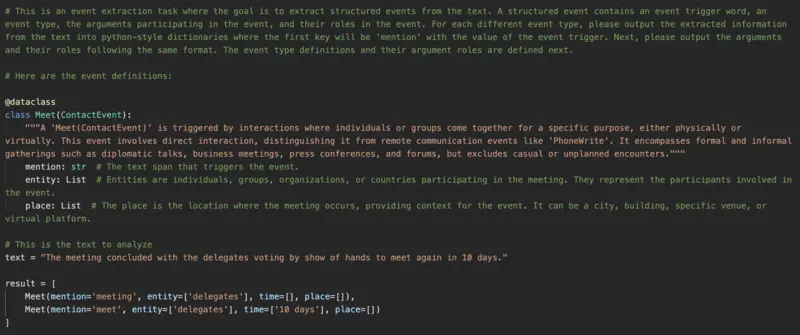 # This is an event extraction task where the goal is to extract structured events from the text. A structured event contains an event trigger word, an
event type, the arguments participating in the event, and their roles in the event. For each different event type, please output the extracted information
from the text into python-style dictionaries where the first key will be 'mention' with the value of the event trigger. Next, please output the arguments
and their roles following the same format. The event type definitions and their argument roles are defined next.
# Here are the event definitions:
@dataclass
class Meet(ContactEvent):
"""A 'Meet(ContactEvent)' is triggered by interactions where individuals or groups come together for a specific purpose, either physically or
virtually. This event involves direct interaction, distinguishing it from remote communication events like 'PhoneWrite'. It encompasses formal and informal
gatherings such as diplomatic talks, business meetings, press conferences, and forums, but excludes casual or unplanned encounters."""
mention: str # The text span that triggers the event.
entity: List # Entities are individuals, groups, organizations, or countries participating in the meeting. They represent the participants involved in
the event.
place: List # The place is the location where the meeting occurs, providing context for the event. It can be a city, building, specific venue, or
virtual platform.
# This is the text to analyze
text = "The meeting concluded with the delegates voting by show of hands to meet again in 10 days."
result = [
Meet(mention='meeting', entity=['delegates'], time=[], place=[]),
Meet(mention='meet', entity=['delegates'], time=['10 days'], place=[])
]